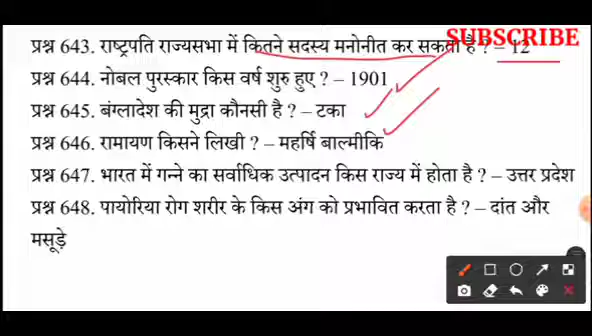 SUBSCRIBE
प्रश्न 643. राष्ट्रपति राज्यसभा में कितने सदस्य मनोनीत कर सकता है ? – 12
प्रश्न 644. नोबल पुरस्कार किस वर्ष शुरु हुए ? – 1901
प्रश्न 645. बंग्लादेश की मुद्रा कौनसी है ? – टका
प्रश्न 646. रामायण किसने लिखी ? – महर्षि बाल्मीकि
प्रश्न 647. भारत में गन्ने का सर्वाधिक उत्पादन किस राज्य में होता है ? – उत्तर प्रदेश
प्रश्न 648. पायोरिया रोग शरीर के किस अंग को प्रभावित करता है ? – दांत और
मसूड़े